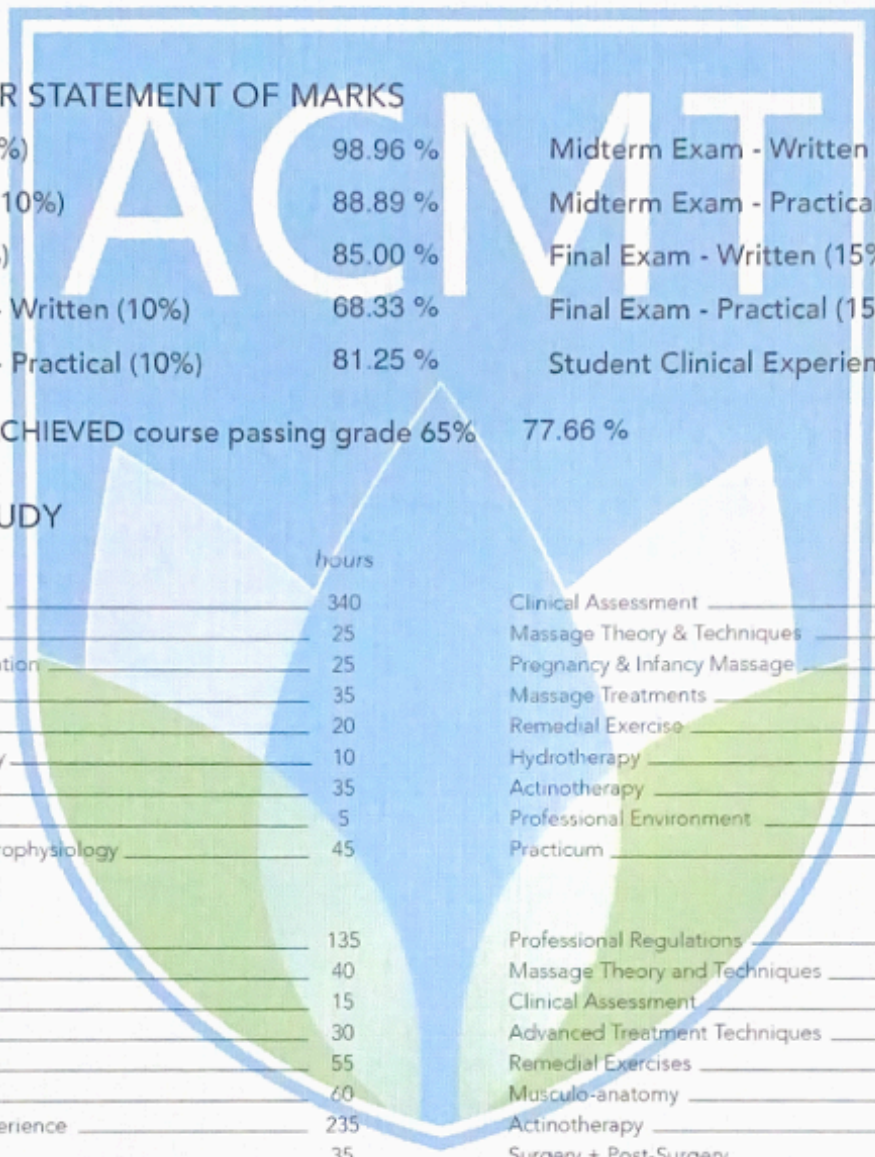 R STATEMENT OF MARKS
ACMT
%) 98.96 % Midterm Exam - Written
10%) 88.89 % Midterm Exam - Practica
) 85.00 % Final Exam - Written (15%
- Written (10%) 68.33 % Final Exam - Practical (15
- Practical (10%) 81.25 % Student Clinical Experien
CHIEVED course passing grade 65% 77.66 %
UDY
hours
340 Clinical Assessment
25 Massage Theory & Techniques
ation 25 Pregnancy & Infancy Massage
35 Massage Treatments
20 Remedial Exercise
y 10 Hydrotherapy
35 Actinotherapy
5 Professional Environment
rophysiology 45 Practicum
135 Professional Regulations
40 Massage Theory and Techniques
15 Clinical Assessment
30 Advanced Treatment Techniques
55 Remedial Exercises
60 Musculo-anatomy
erience 235 Actinotherapy
35 Surgery + Post-Surgery